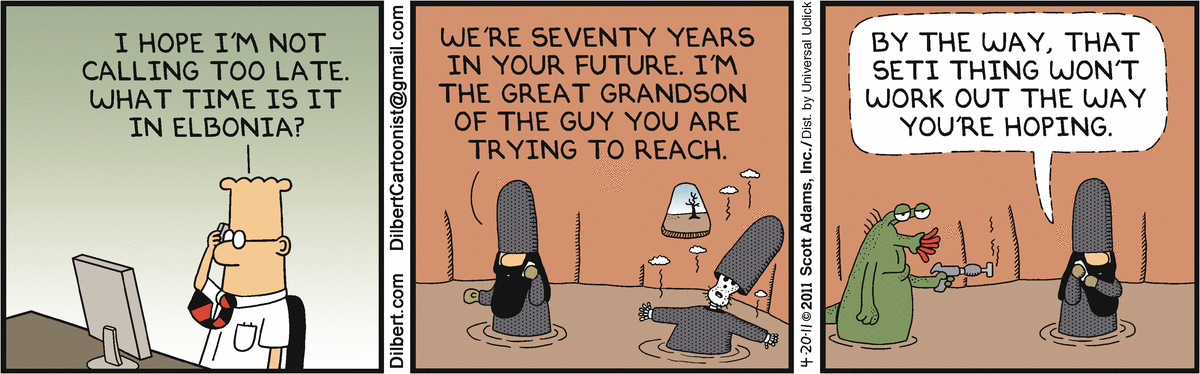 I HOPE I'M NOT
CALLING TOO LATE.
WHAT TIME IS IT
IN ELBONIA?
Dilbert.com DilbertCartoonist@gmail.com
WE'RE SEVENTY YEARS
IN YOUR FUTURE. I'M
THE GREAT GRANDSON
OF THE GUY YOU ARE
TRYING TO REACH.
4-20-11 © 2011 Scott Adams, Inc./Dist. by Universal Uclick
BY THE WAY, THAT
SETI THING WON'T
WORK OUT THE WAY
YOU'RE HOPING.